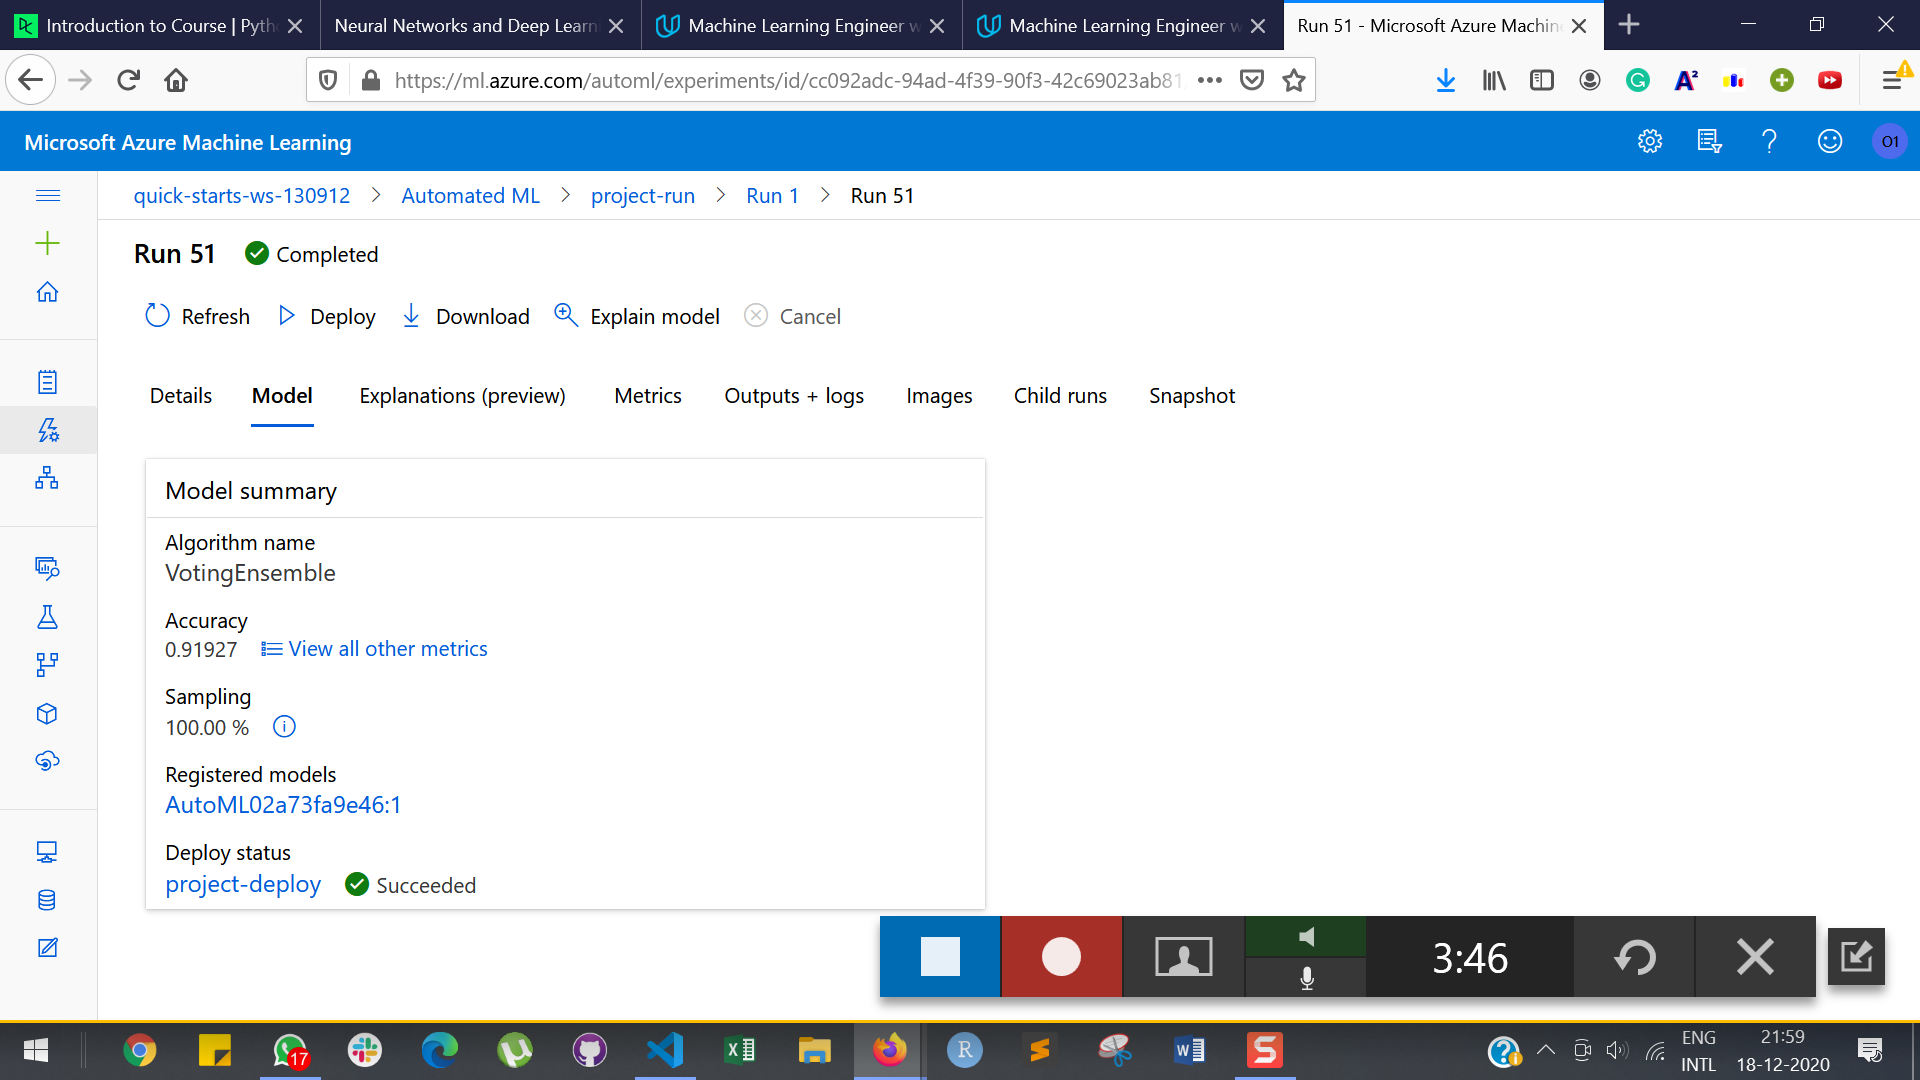 Introduction to Course | Pyth
Neural Networks and Deep Learn
Machine Learning Engineer w
Machine Learning Engineer w
Run 51 - Microsoft Azure Machin
https://ml.azure.com/automl/experiments/id/cc092adc-94ad-4f39-90f3-42c69023ab81
Microsoft Azure Machine Learning
O1
quick-starts-ws-130912 > Automated ML > project-run > Run 1 > Run 51
Run 51 Completed
Refresh Deploy Download Explain model Cancel
Details Model Explanations (preview) Metrics Outputs + logs Images Child runs Snapshot
Model summary
Algorithm name
VotingEnsemble
Accuracy
0.91927 View all other metrics
Sampling
100.00 %
Registered models
AutoML02a73fa9e46:1
Deploy status
project-deploy Succeeded
3:46
17
ENG
INTL
21:59
18-12-2020